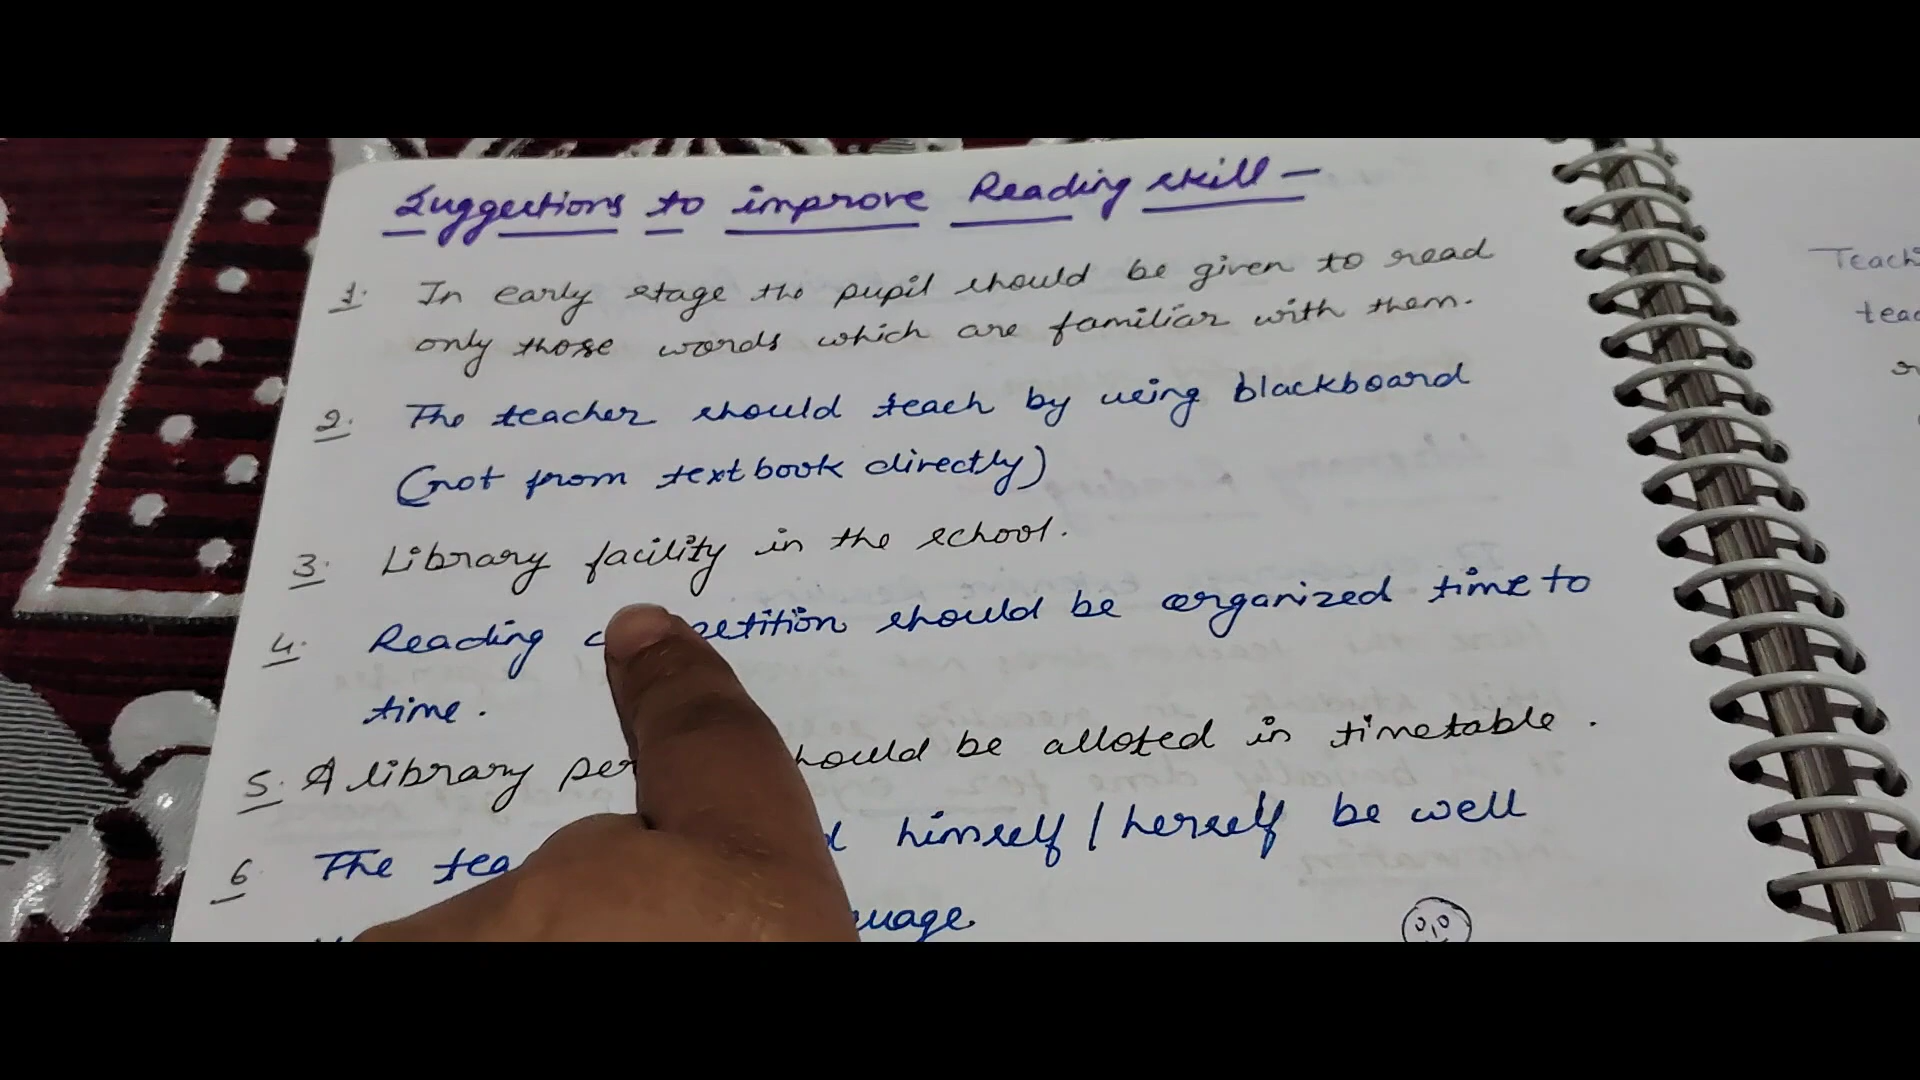 Suggestions to improve Reading skill -
1. In early stage the pupil should be given to read
only those words which are familiar with them.
2. The teacher should teach by using blackboard
(not from textbook directly)
3. Library facility in the school.
4. Reading should be organized time to
time.
5. A library should be alloted in timetable.
6 The himself / herself be well
Teach
teac